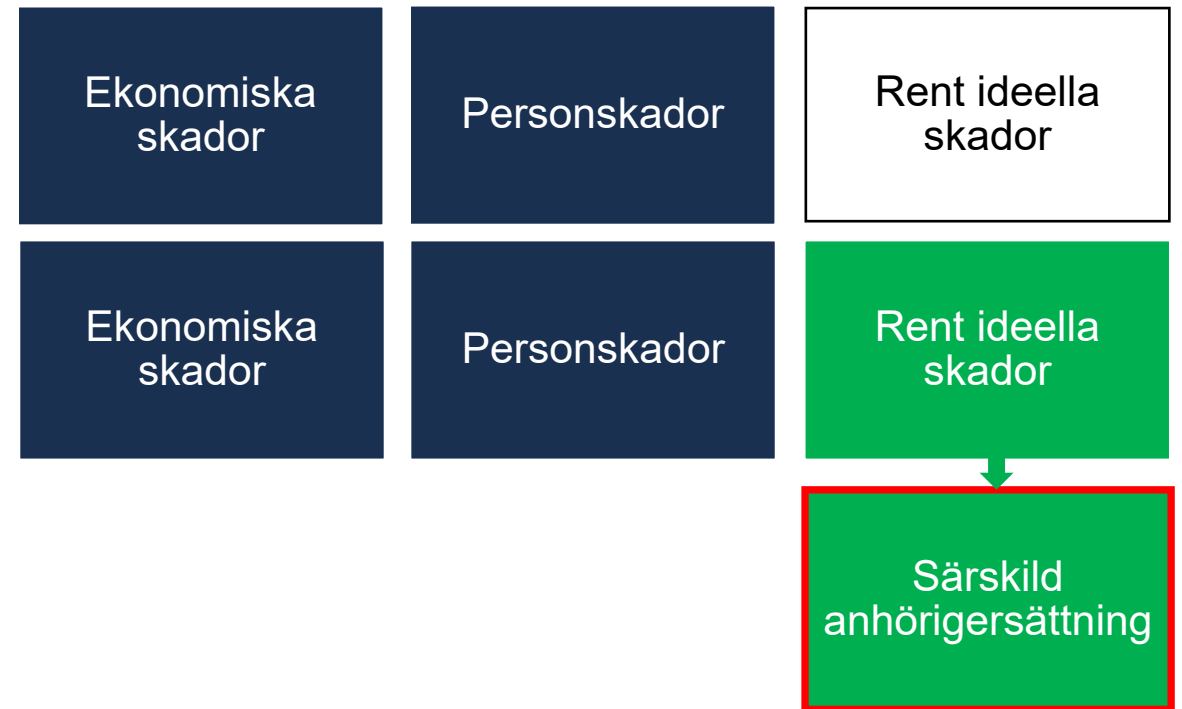 Ekonomiska
skador
Personskador
Rent ideella
skador
Ekonomiska
skador
Personskador
Rent ideella
skador
Särskild
anhörigersättning